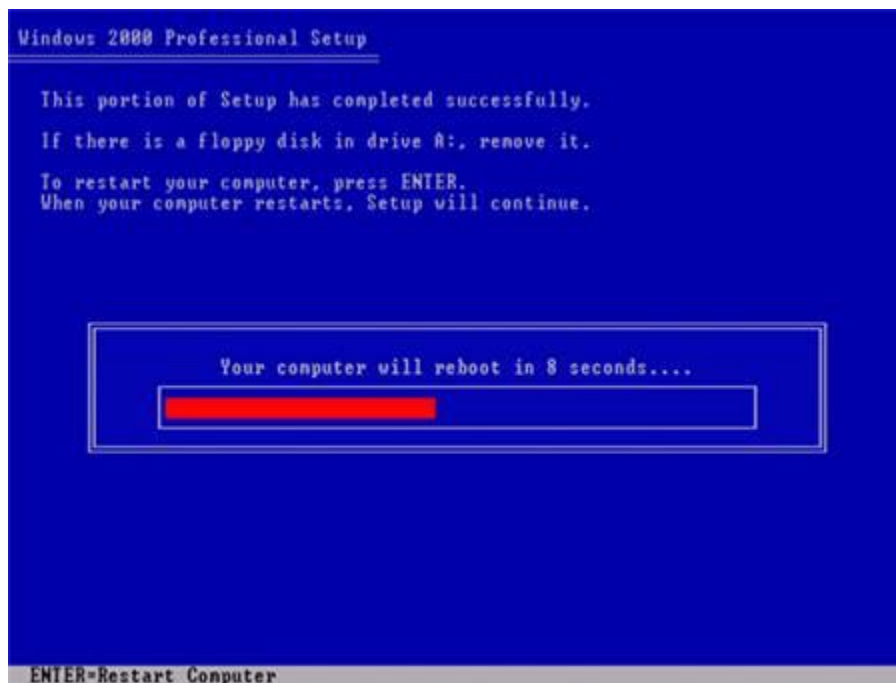 Windows 2000 Professional Setup
This portion of Setup has completed successfully.
If there is a floppy disk in drive A:, remove it.
To restart your computer, press ENTER.
When your computer restarts, Setup will continue.
Your computer will reboot in 8 seconds....
ENTER=Restart Computer